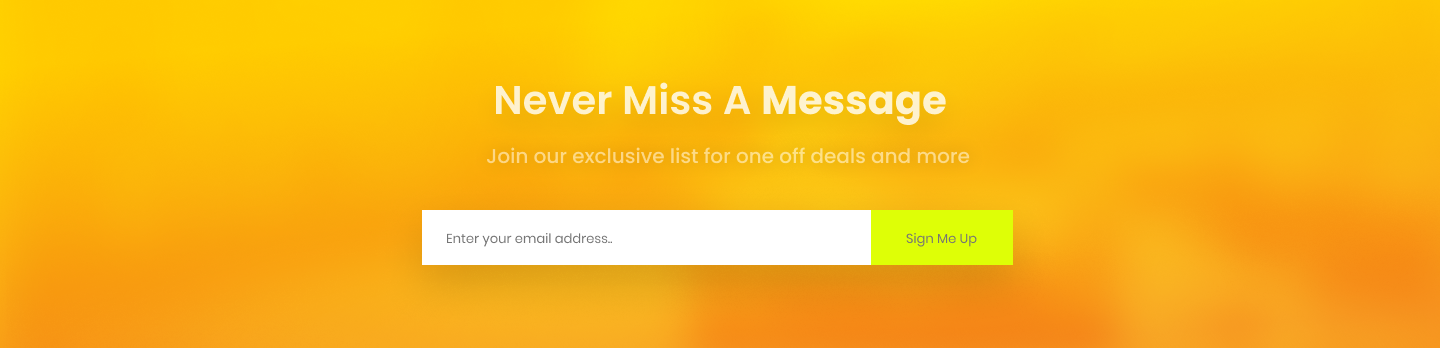 Never Miss A Message
Join our exclusive list for one off deals and more
Enter your email address..
Sign Me Up